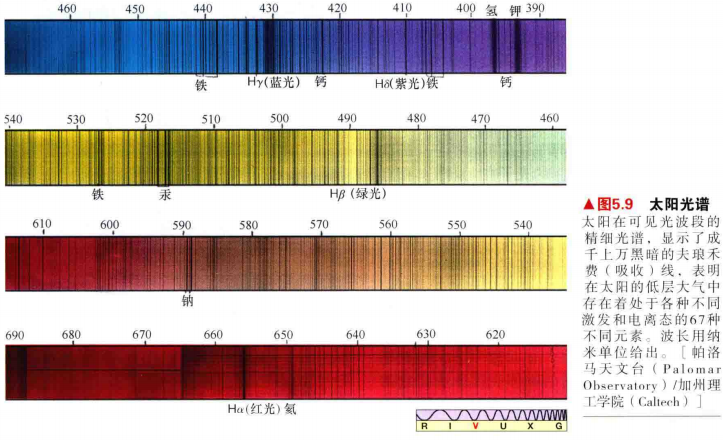 460 450 440 430 420 410 400 氢 钾 390
铁 Hγ(蓝光) 钙 Hδ(紫光)铁 钙
540 530 520 510 500 490 480 470 460
铁 汞 Hβ (绿光)
610 600 590 580 570 560 550 540
钠
690 680 670 660 650 640 630 620
Hα(红光)氦
R I V U X G
▲图5.9 太阳光谱
太阳在可见光波段的
精细光谱，显示了成
千上万黑暗的夫琅禾
费（吸收）线，表明
在太阳的低层大气中
存在着处于各种不同
激发和电离态的67种
不同元素。波长用纳
米单位给出。［帕洛
马天文台（Palomar
Observatory）/加州理
工学院（Caltech）］